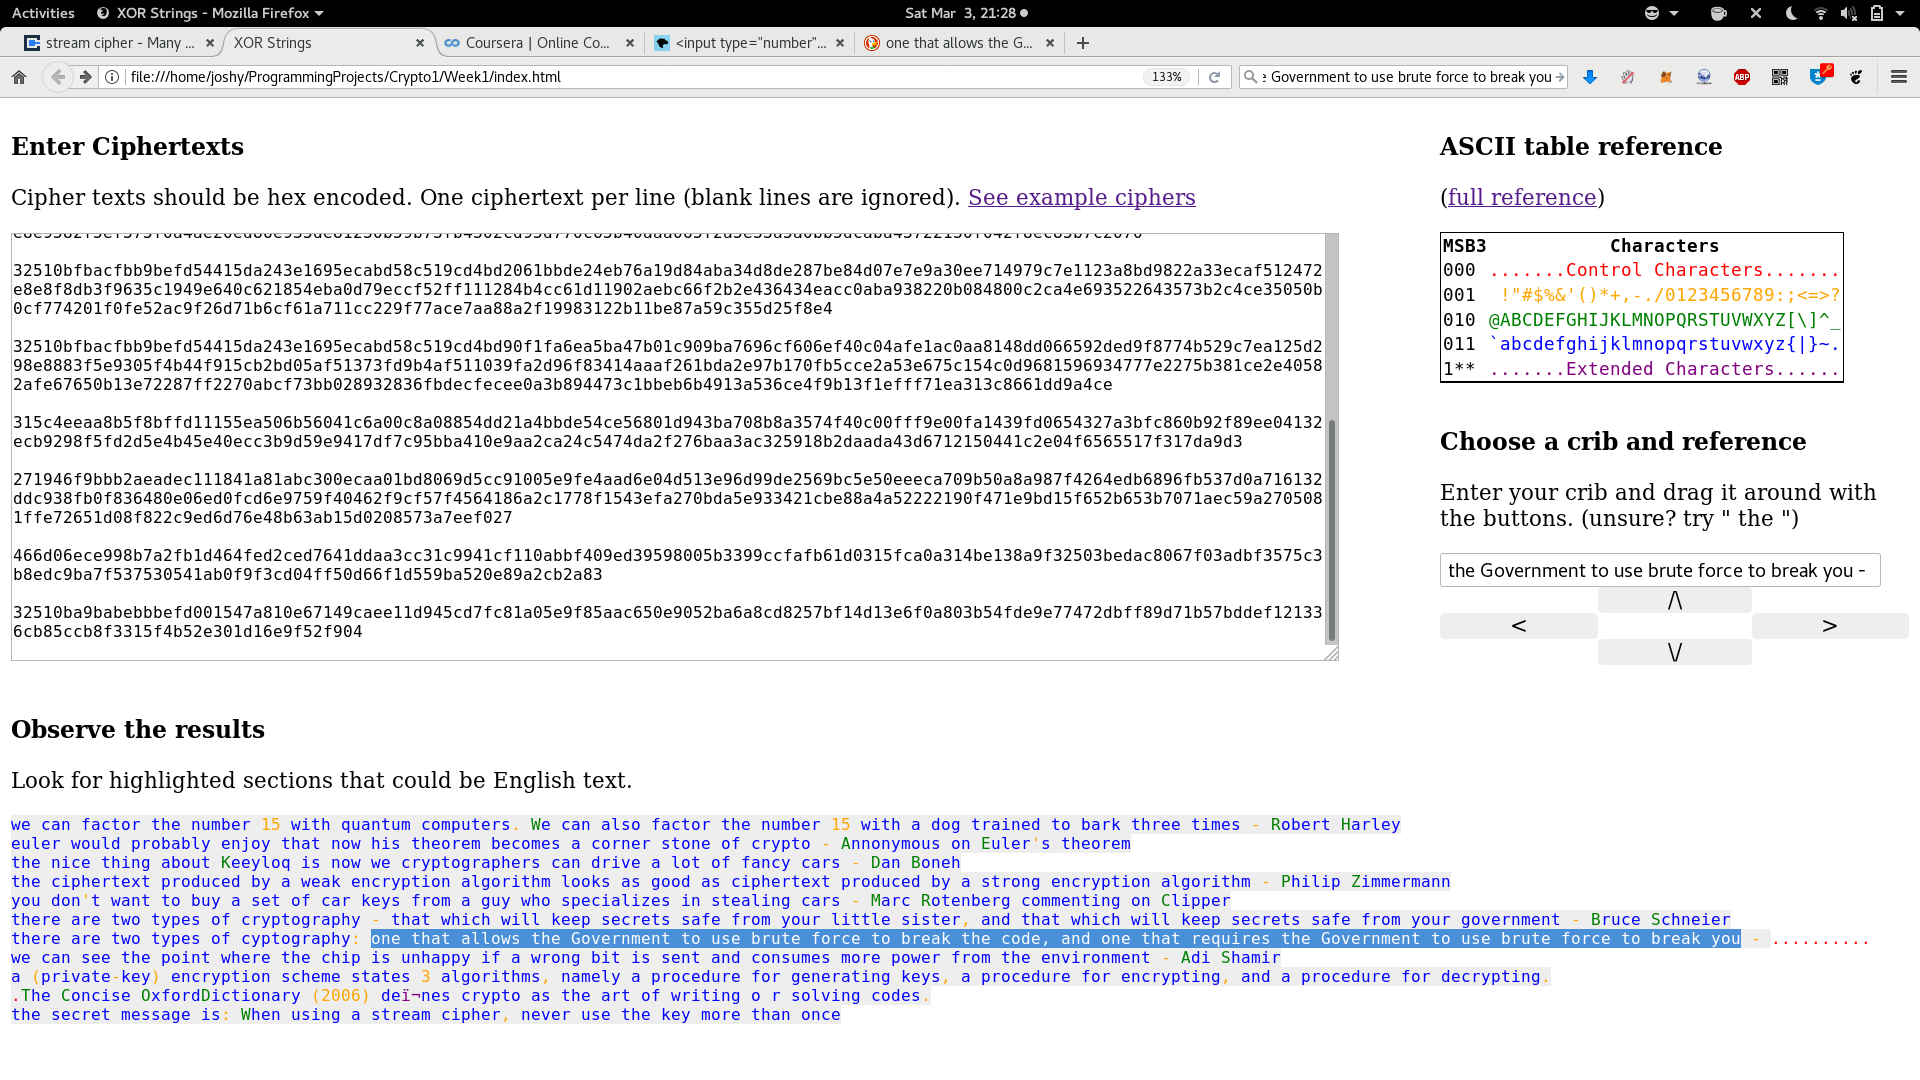 Activities XOR Strings - Mozilla Firefox Sat Mar 3, 21:28
stream cipher - Many ... XOR Strings Coursera | Online Co... <input type="number"... one that allows the G...
file:///home/joshy/ProgrammingProjects/Crypto1/Week1/index.html 133% Government to use brute force to break you
Enter Ciphertexts
Cipher texts should be hex encoded. One ciphertext per line (blank lines are ignored). See example ciphers
32510bfbacfbb9befd54415da243e1695ecabd58c519cd4bd2061bbde24eb76a19d84aba34d8de287be84d07e7e9a30ee714979c7e1123a8bd9822a33ecaf512472
e8e8f8db3f9635c1949e640c621854eba0d79eccf52ff111284b4cc61d11902aebc66f2b2e436434eacc0aba938220b084800c2ca4e693522643573b2c4ce35050b
0cf774201f0fe52ac9f26d71b6cf61a711cc229f77ace7aa88a2f19983122b11be87a59c355d25f8e4
32510bfbacfbb9befd54415da243e1695ecabd58c519cd4bd90f1fa6ea5ba47b01c909ba7696cf606ef40c04afe1ac0aa8148dd066592ded9f8774b529c7ea125d2
98e8883f5e9305f4b44f915cb2bd05af51373fd9b4af511039fa2d96f83414aaaf261bda2e97b170fb5cce2a53e675c154c0d9681596934777e2275b381ce2e4058
2afe67650b13e72287ff2270abcf73bb028932836fbdecfecee0a3b894473c1bbeb6b4913a536ce4f9b13f1efff71ea313c8661dd9a4ce
315c4eeaa8b5f8bffd11155ea506b56041c6a00c8a08854dd21a4bbde54ce56801d943ba708b8a3574f40c00fff9e00fa1439fd0654327a3bfc860b92f89ee04132
ecb9298f5fd2d5e4b45e40ecc3b9d59e9417df7c95bba410e9aa2ca24c5474da2f276baa3ac325918b2daada43d6712150441c2e04f6565517f317da9d3
271946f9bbb2aeadec111841a81abc300ecaa01bd8069d5cc91005e9fe4aad6e04d513e96d99de2569bc5e50eeeca709b50a8a987f4264edb6896fb537d0a716132
ddc938fb0f836480e06ed0fcd6e9759f40462f9cf57f4564186a2c1778f1543efa270bda5e933421cbe88a4a52222190f471e9bd15f652b653b7071aec59a270508
1ffe72651d08f822c9ed6d76e48b63ab15d0208573a7eef027
466d06ece998b7a2fb1d464fed2ced7641ddaa3cc31c9941cf110abbf409ed39598005b3399ccfafb61d0315fca0a314be138a9f32503bedac8067f03adbf3575c3
b8edc9ba7f537530541ab0f9f3cd04ff50d66f1d559ba520e89a2cb2a83
32510ba9babebbbefd001547a810e67149caee11d945cd7fc81a05e9f85aac650e9052ba6a8cd8257bf14d13e6f0a803b54fde9e77472dbff89d71b57bddef12133
6cb85ccb8f3315f4b52e301d16e9f52f904
ASCII table reference
(full reference)
MSB3 Characters
000 .......Control Characters.......
001  !"#$%&'()*+,-./0123456789:;<=>?
010 @ABCDEFGHIJKLMNOPQRSTUVWXYZ[\]^_
011 `abcdefghijklmnopqrstuvwxyz{|}~.
1** .......Extended Characters......
Choose a crib and reference
Enter your crib and drag it around with
the buttons. (unsure? try " the ")
the Government to use brute force to break you -
/\
< >
\/
Observe the results
Look for highlighted sections that could be English text.
we can factor the number 15 with quantum computers. We can also factor the number 15 with a dog trained to bark three times - Robert Harley
euler would probably enjoy that now his theorem becomes a corner stone of crypto - Annonymous on Euler's theorem
the nice thing about Keeyloq is now we cryptographers can drive a lot of fancy cars - Dan Boneh
the ciphertext produced by a weak encryption algorithm looks as good as ciphertext produced by a strong encryption algorithm - Philip Zimmermann
you don't want to buy a set of car keys from a guy who specializes in stealing cars - Marc Rotenberg commenting on Clipper
there are two types of cryptography - that which will keep secrets safe from your little sister, and that which will keep secrets safe from your government - Bruce Schneier
there are two types of cyptography: one that allows the Government to use brute force to break the code, and one that requires the Government to use brute force to break you - ..........
we can see the point where the chip is unhappy if a wrong bit is sent and consumes more power from the environment - Adi Shamir
a (private-key) encryption scheme states 3 algorithms, namely a procedure for generating keys, a procedure for encrypting, and a procedure for decrypting.
.The Concise OxfordDictionary (2006) deï¬nes crypto as the art of writing o r solving codes.
the secret message is: When using a stream cipher, never use the key more than once